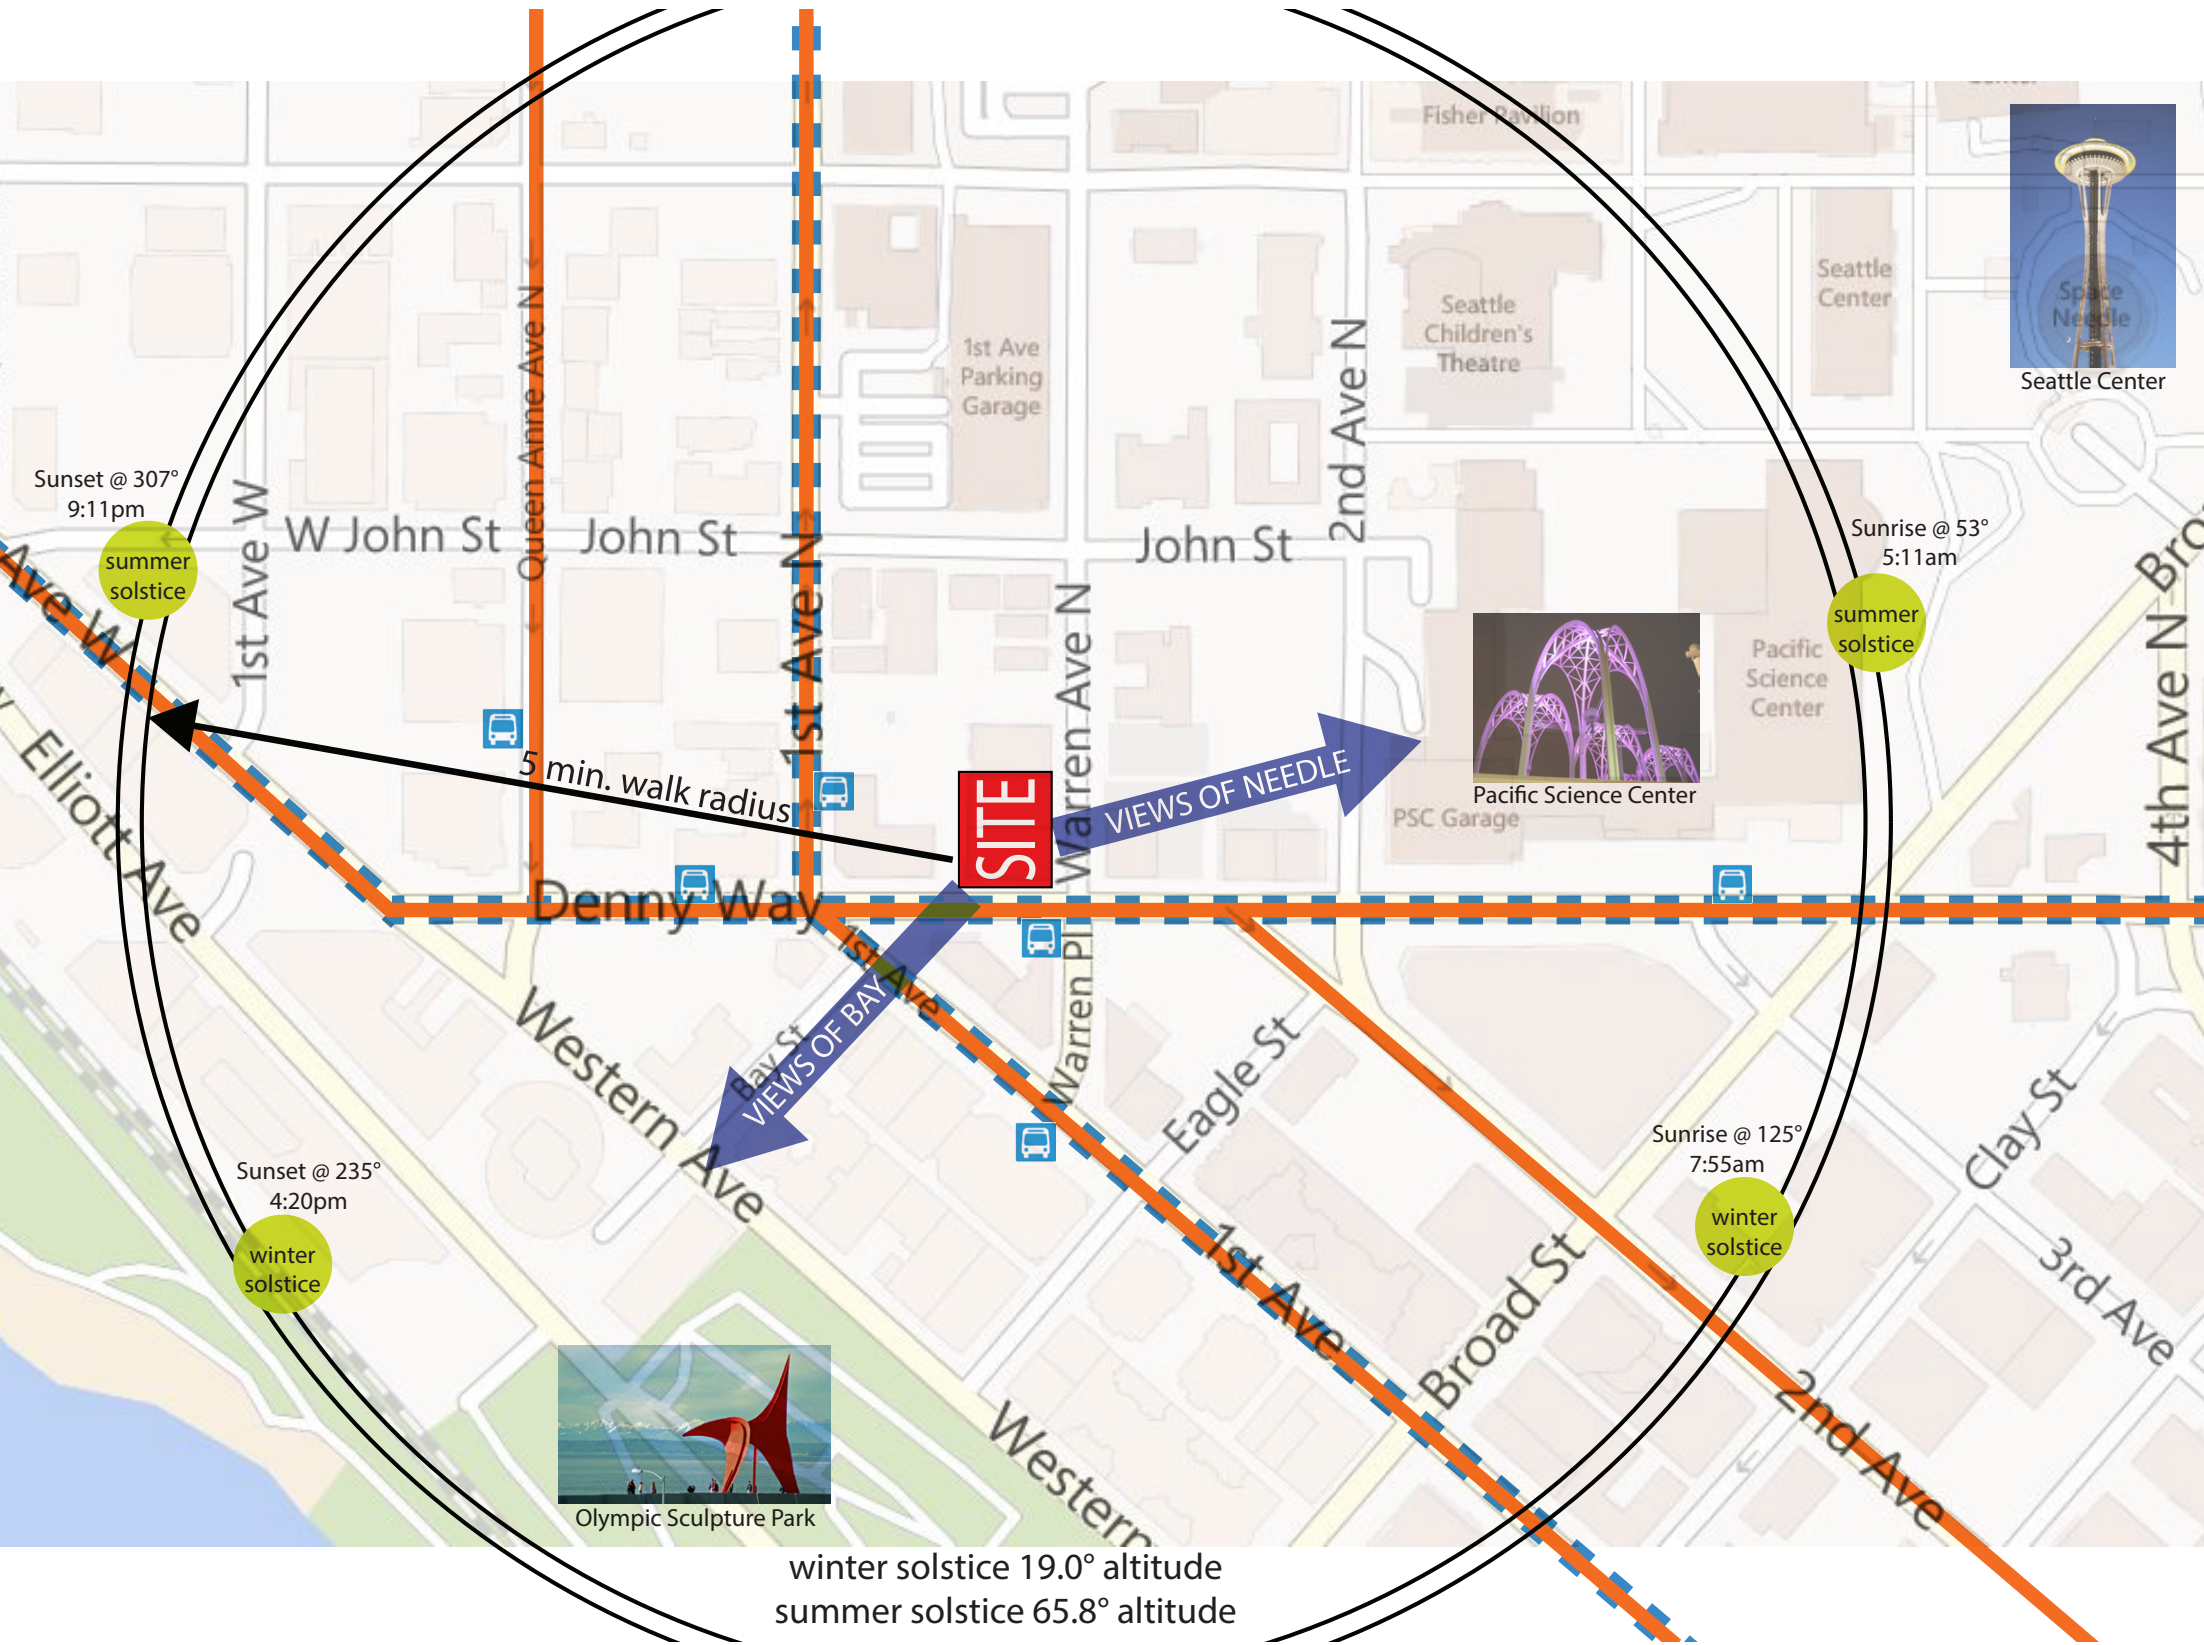 Fisher Pavilion
Space
Needle
Seattle Center
Seattle
Center
Seattle
Children's
Theatre
1st Ave
Parking
Garage
Queen Anne Ave N
2nd Ave N
Sunset @ 307°
9:11pm
summer
solstice
1st Ave W
W John St
John St
John St
1st Ave N
Warren Ave N
Sunrise @ 53°
5:11am
summer
solstice
Bro
4th Ave N
Ave W
Elliott Ave
Pacific
Science
Center
Pacific Science Center
PSC Garage
5 min. walk radius
SITE
VIEWS OF NEEDLE
Denny Way
1st Ave
VIEWS OF BAY
Bay St
Warren Pl
Western Ave
Eagle St
Clay St
Sunrise @ 125°
7:55am
winter
solstice
Sunset @ 235°
4:20pm
winter
solstice
1st Ave
Broad St
3rd Ave
2nd Ave
Western
Olympic Sculpture Park
winter solstice 19.0° altitude
summer solstice 65.8° altitude